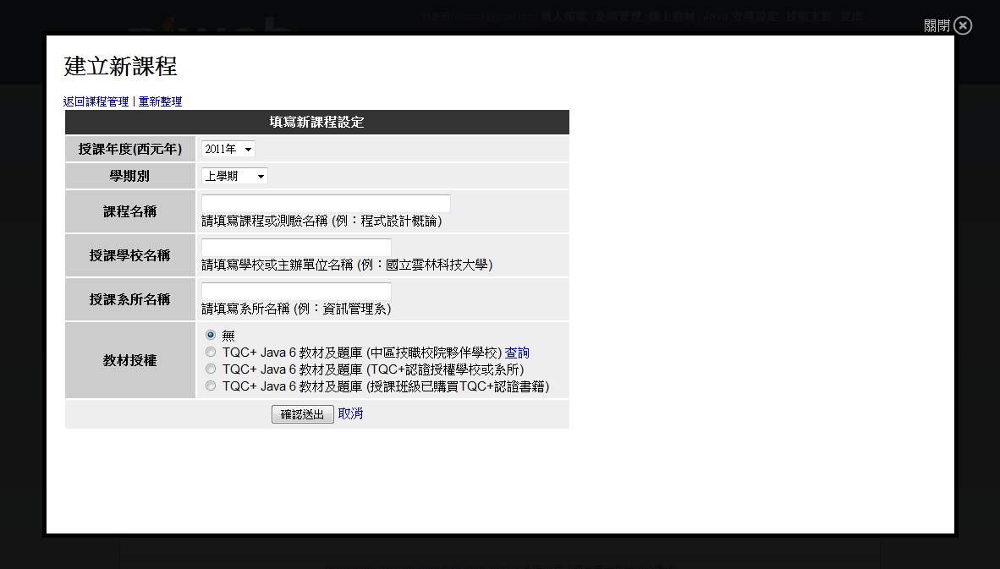 個人帳號 | 系統管理 | 線上教材 | Java 安裝設定 | 技術支援 | 登出
關閉
建立新課程
返回課程管理 | 重新整理
填寫新課程設定
授課年度(西元年) 2011年
學期別 上學期
課程名稱
請填寫課程或測驗名稱 (例：程式設計概論)
授課學校名稱
請填寫學校或主辦單位名稱 (例：國立雲林科技大學)
授課系所名稱
請填寫系所名稱 (例：資訊管理系)
教材授權
無
TQC+ Java 6 教材及題庫 (中區技職校院夥伴學校) 查詢
TQC+ Java 6 教材及題庫 (TQC+認證授權學校或系所)
TQC+ Java 6 教材及題庫 (授課班級已購買TQC+認證書籍)
確認送出 取消